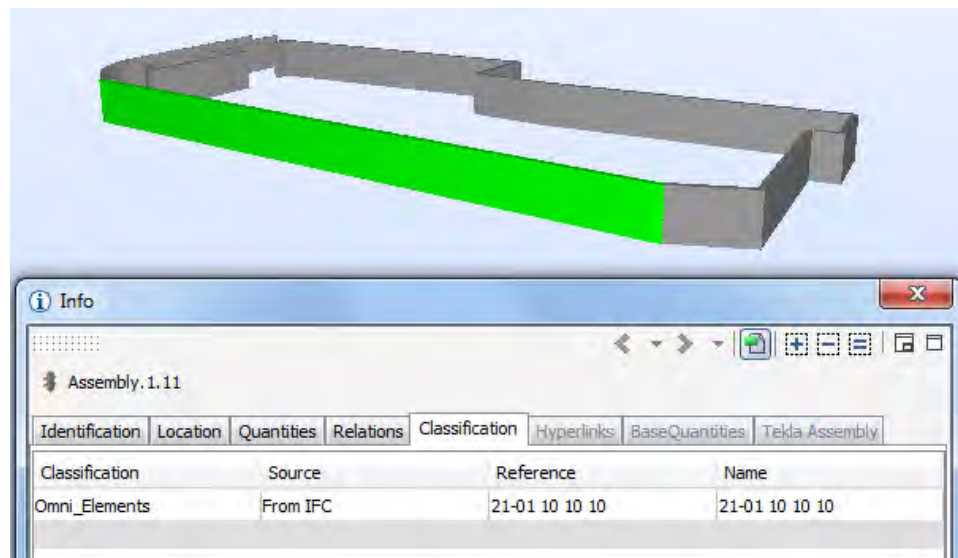 Info
Assembly.1.11
Identification Location Quantities Relations Classification Hyperlinks BaseQuantities Tekla Assembly
Classification Source Reference Name
Omni_Elements From IFC 21-01 10 10 10 21-01 10 10 10